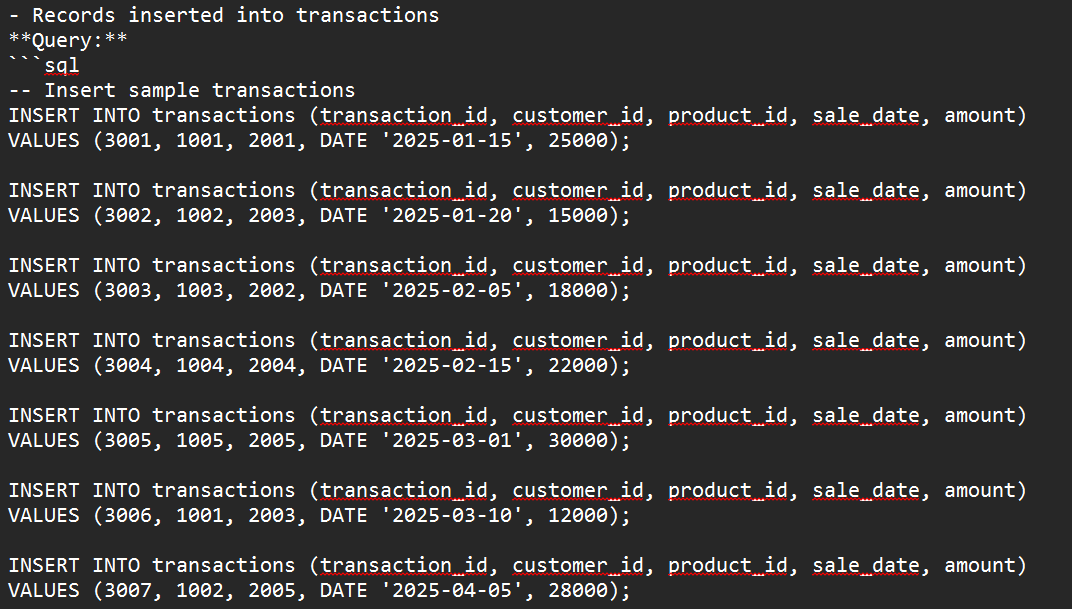 - Records inserted into transactions
**Query:**
```sql
-- Insert sample transactions
INSERT INTO transactions (transaction_id, customer_id, product_id, sale_date, amount)
VALUES (3001, 1001, 2001, DATE '2025-01-15', 25000);

INSERT INTO transactions (transaction_id, customer_id, product_id, sale_date, amount)
VALUES (3002, 1002, 2003, DATE '2025-01-20', 15000);

INSERT INTO transactions (transaction_id, customer_id, product_id, sale_date, amount)
VALUES (3003, 1003, 2002, DATE '2025-02-05', 18000);

INSERT INTO transactions (transaction_id, customer_id, product_id, sale_date, amount)
VALUES (3004, 1004, 2004, DATE '2025-02-15', 22000);

INSERT INTO transactions (transaction_id, customer_id, product_id, sale_date, amount)
VALUES (3005, 1005, 2005, DATE '2025-03-01', 30000);

INSERT INTO transactions (transaction_id, customer_id, product_id, sale_date, amount)
VALUES (3006, 1001, 2003, DATE '2025-03-10', 12000);

INSERT INTO transactions (transaction_id, customer_id, product_id, sale_date, amount)
VALUES (3007, 1002, 2005, DATE '2025-04-05', 28000);